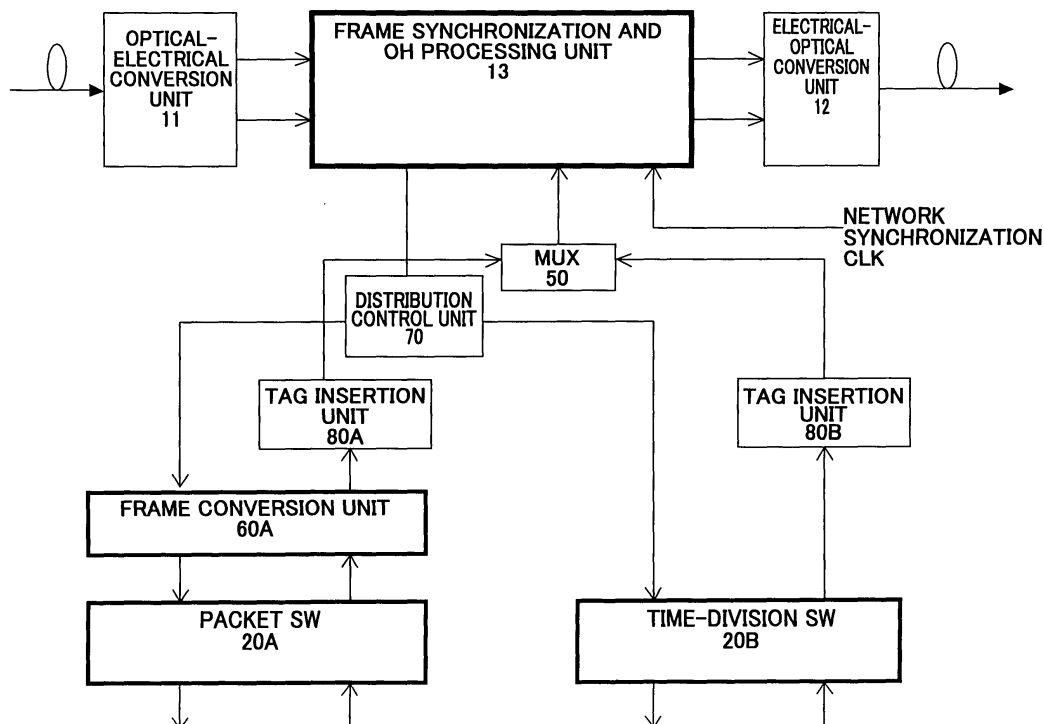 OPTICAL-
ELECTRICAL
CONVERSION
UNIT
11
FRAME SYNCHRONIZATION AND
OH PROCESSING UNIT
13
ELECTRICAL-
OPTICAL
CONVERSION
UNIT
12
NETWORK
SYNCHRONIZATION
CLK
MUX
50
DISTRIBUTION
CONTROL UNIT
70
TAG INSERTION
UNIT
80A
TAG INSERTION
UNIT
80B
FRAME CONVERSION UNIT
60A
PACKET SW
20A
TIME-DIVISION SW
20B